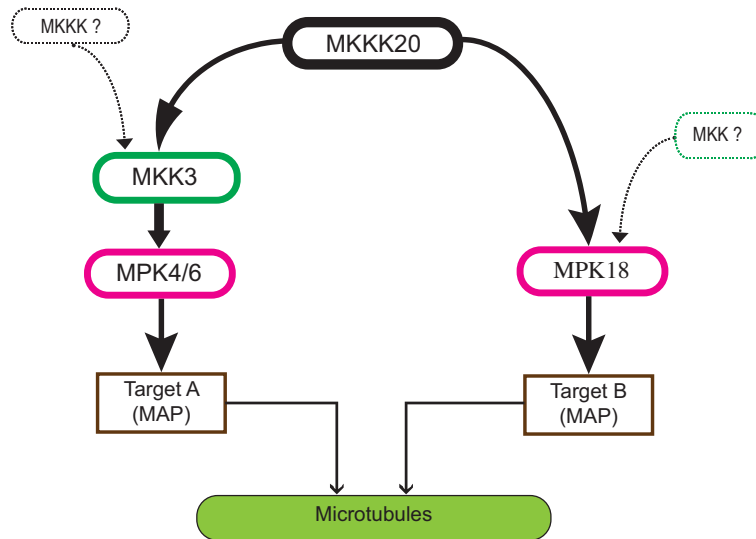 MKKK ?
MKKK20
MKK ?
MKK3
MPK4/6
MPK18
Target A
(MAP)
Target B
(MAP)
Microtubules